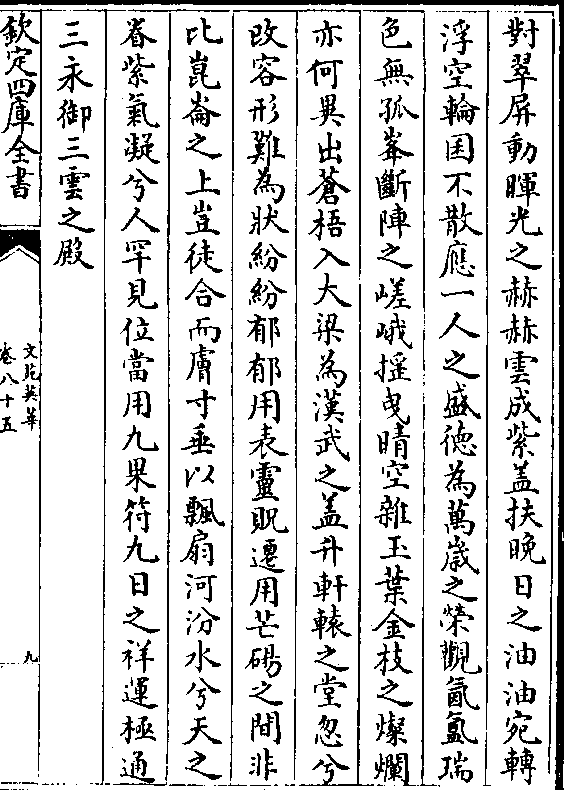 對翠屏動暉光之赫赫雲成紫蓋扶晚日之油油宛轉
浮空輪囷不散應一人之盛德為萬歲之榮觀氤氳瑞
色無孤峯斷陣之嵯峨揺曳晴空雜玉葉金枝之燦爛
亦何異出蒼梧入大梁為漢武之蓋升軒轅之堂忽兮
改容形難為狀紛紛郁郁用表靈貺遷用芒碭之間非
比崑崙之上豈徒合而膚寸垂以飄扇河汾水兮天之
眷紫氣凝兮人罕見位當用九果符九日之祥運極通
三永御三雲之殿
欽定四庫全書
文苑英華
卷八十五
九